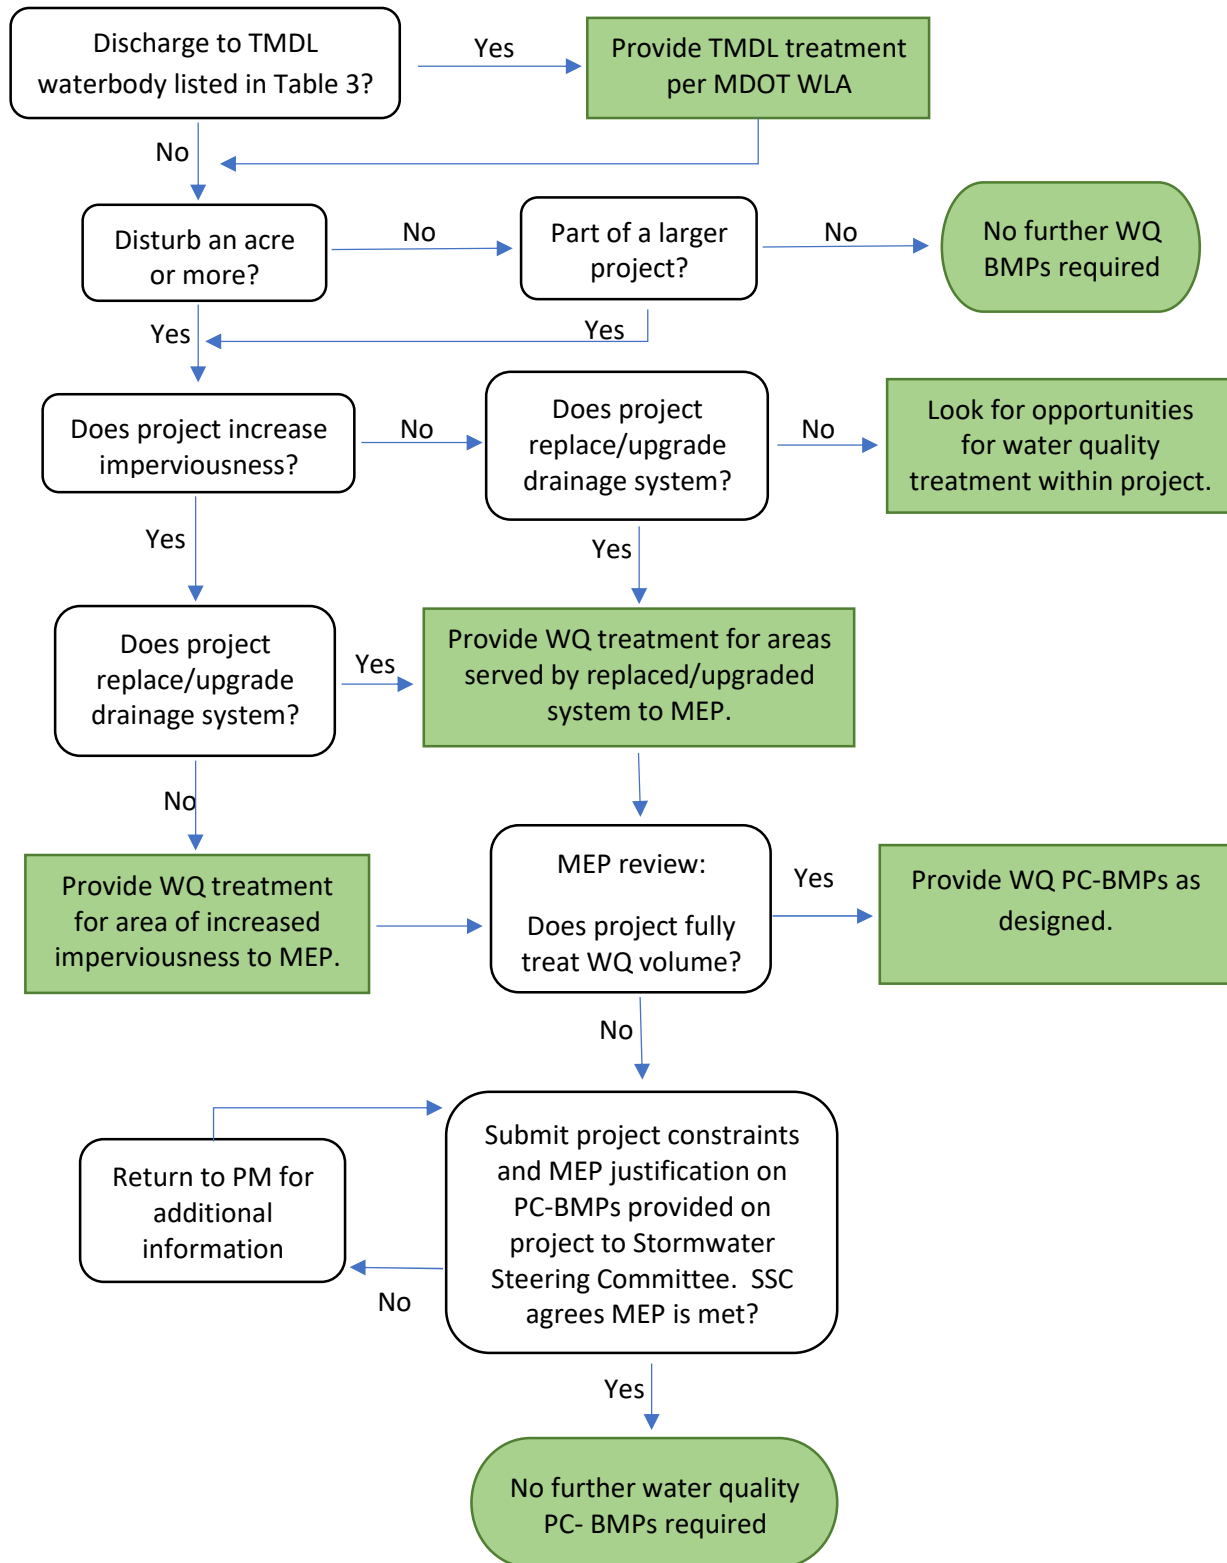 Discharge to TMDL
waterbody listed in Table 3?
Yes
Provide TMDL treatment
per MDOT WLA
No
Disturb an acre
or more?
No
Part of a larger
project?
No
No further WQ
BMPs required
Yes
Yes
Does project increase
imperviousness?
No
Does project
replace/upgrade
drainage system?
No
Look for opportunities
for water quality
treatment within project.
Yes
Yes
Does project
replace/upgrade
drainage system?
Yes
Provide WQ treatment for areas
served by replaced/upgraded
system to MEP.
No
Provide WQ treatment
for area of increased
imperviousness to MEP.
MEP review:
Does project fully
treat WQ volume?
Yes
Provide WQ PC-BMPs as
designed.
No
Return to PM for
additional
information
Submit project constraints
and MEP justification on
PC-BMPs provided on
project to Stormwater
Steering Committee.  SSC
agrees MEP is met?
No
Yes
No further water quality
PC- BMPs required